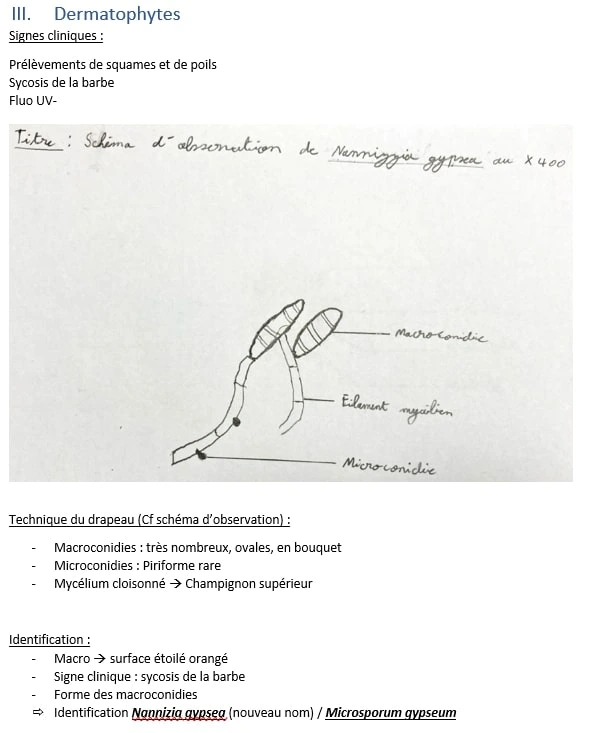 III. Dermatophytes
Signes cliniques :
Prélèvements de squames et de poils
Sycosis de la barbe
Fluo UV-
Titre : Schéma d'observation de Nannizzia gypsea au x 400
Macroconidie
Filament mycélien
Microconidie
Technique du drapeau (Cf schéma d'observation) :
- Macroconidies : très nombreux, ovales, en bouquet
- Microconidies : Piriforme rare
- Mycélium cloisonné → Champignon supérieur
Identification :
- Macro → surface étoilé orangé
- Signe clinique : sycosis de la barbe
- Forme des macroconidies
⇨ Identification Nannizia gypsea (nouveau nom) / Microsporum gypseum